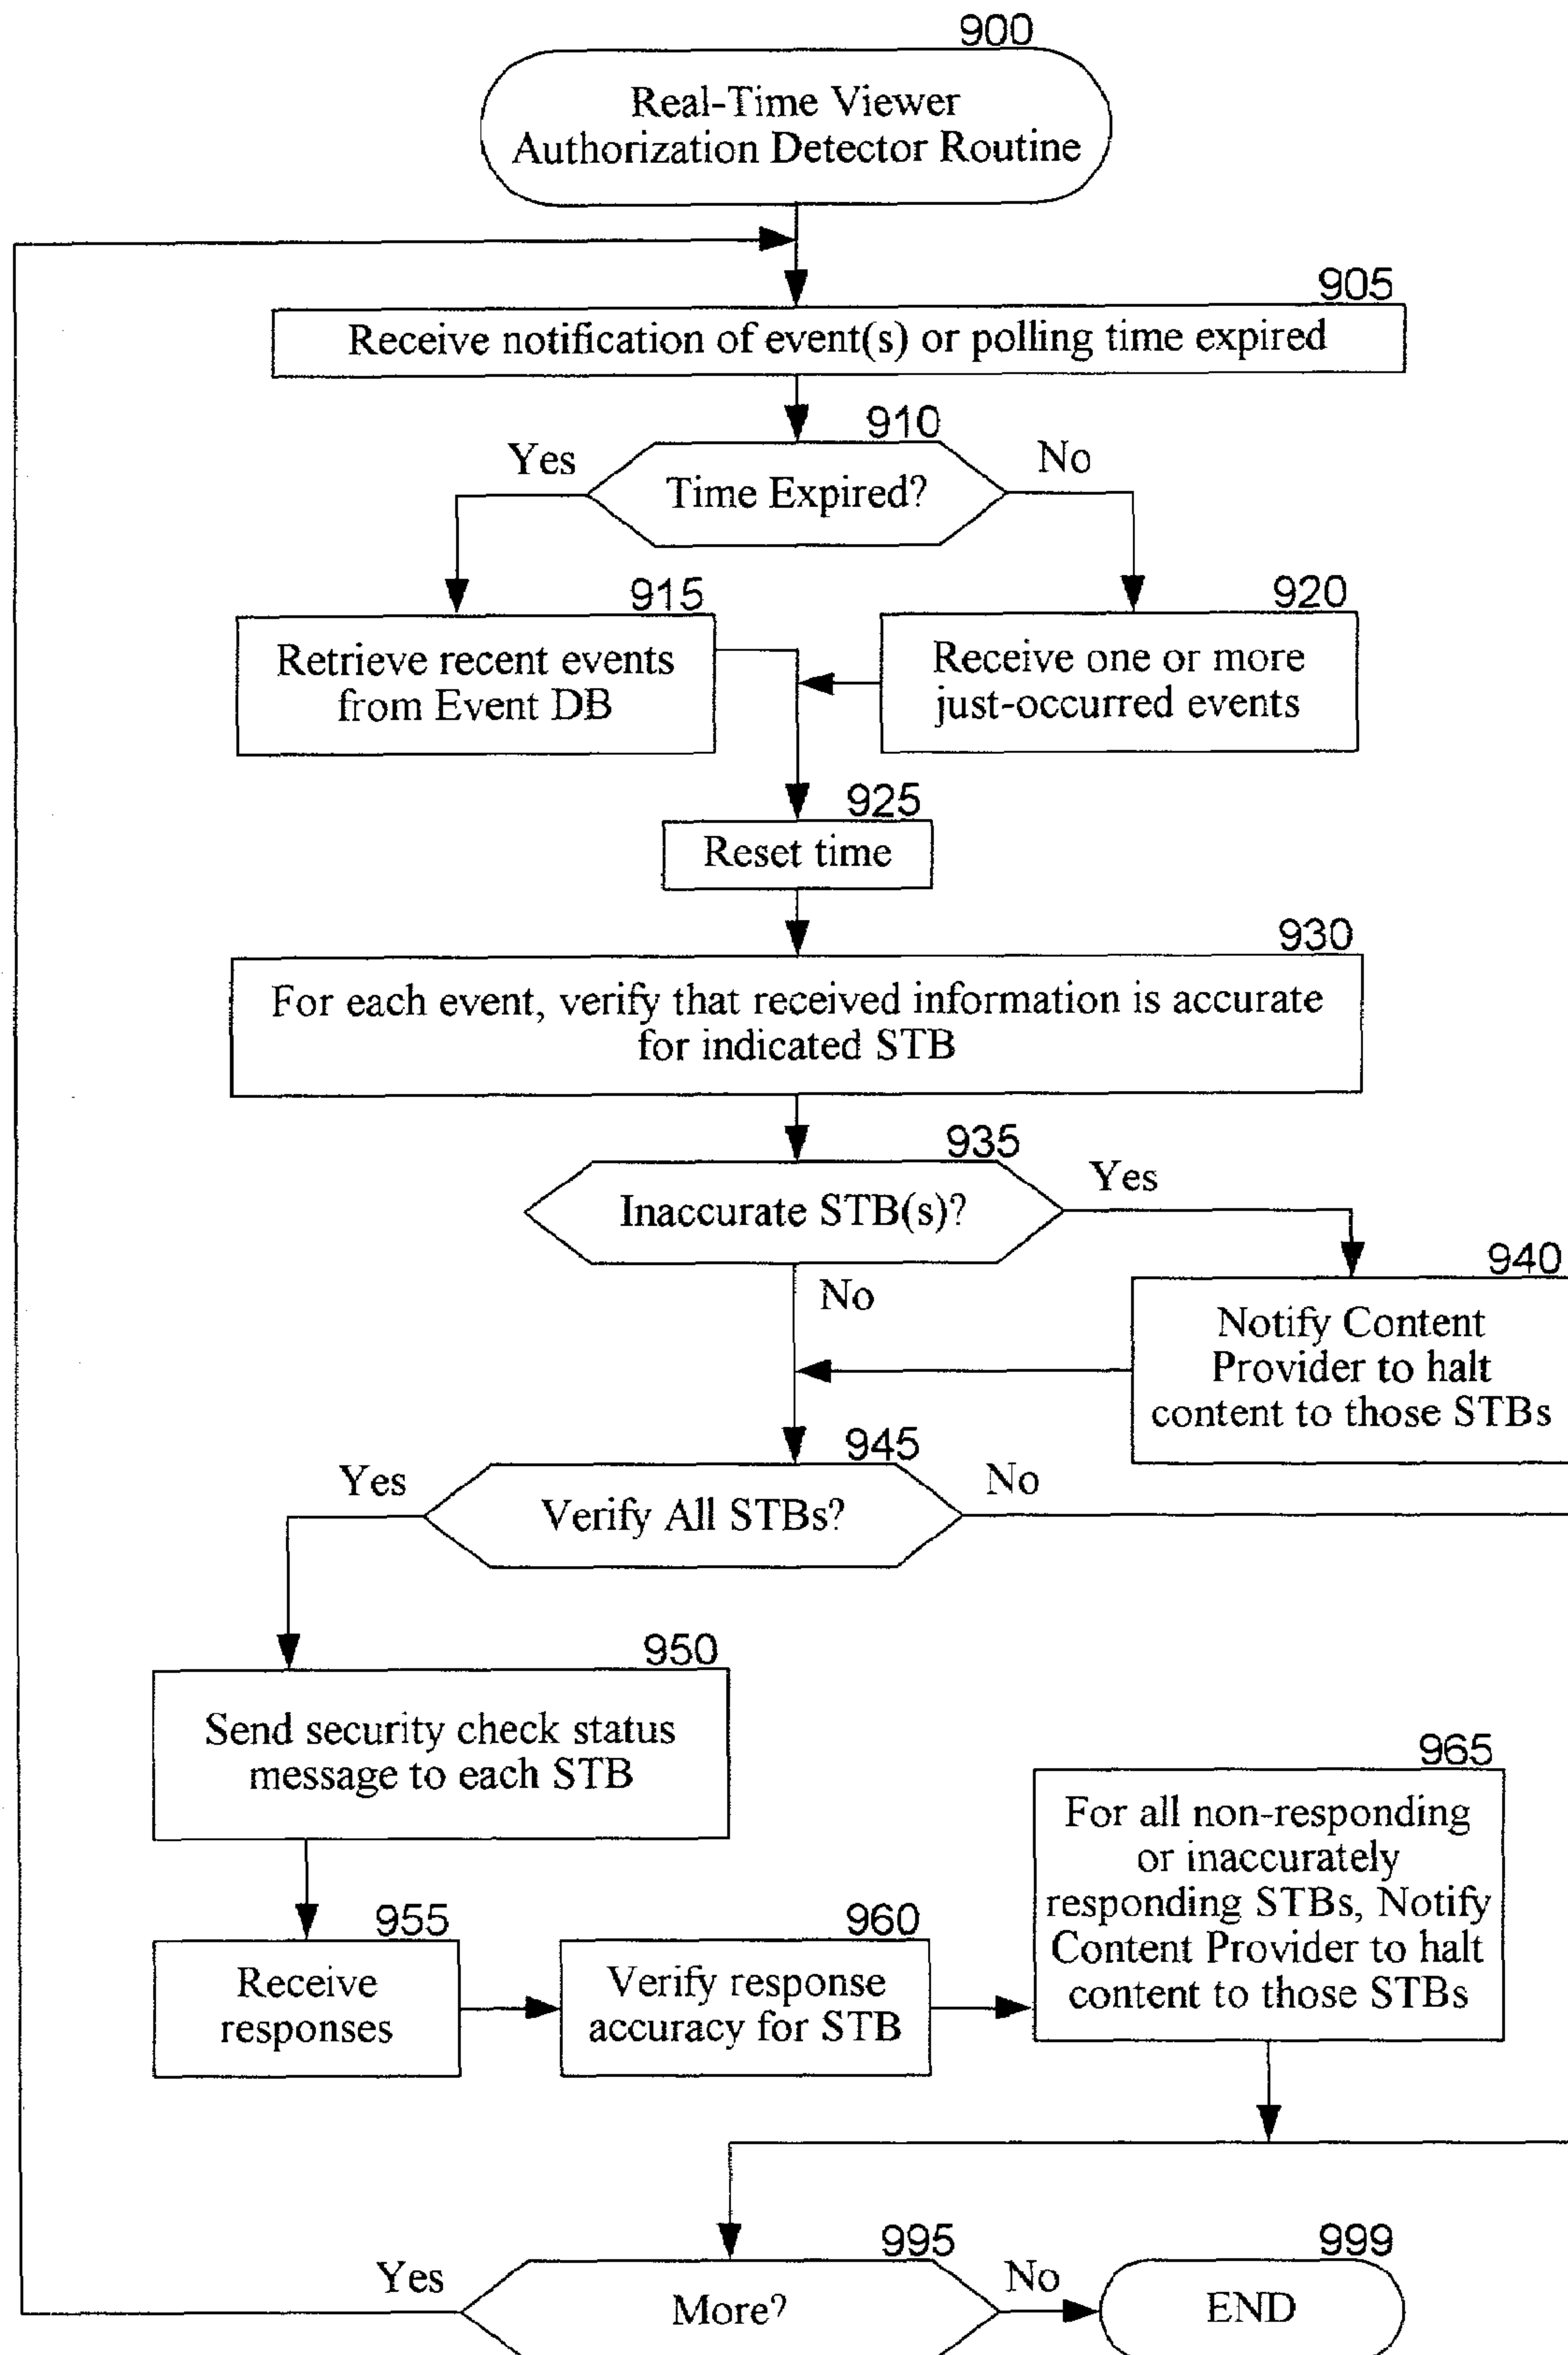 900
Real-Time Viewer
Authorization Detector Routine
905
Receive notification of event(s) or polling time expired
910
Yes
No
Time Expired?
915
920
Retrieve recent events
from Event DB
Receive one or more
just-occurred events
925
Reset time
930
For each event, verify that received information is accurate
for indicated STB
935
Yes
Inaccurate STB(s)?
No
940
Notify Content
Provider to halt
content to those STBs
945
Yes
No
Verify All STBs?
950
Send security check status
message to each STB
965
For all non-responding
or inaccurately
responding STBs, Notify
Content Provider to halt
content to those STBs
955
Receive
responses
960
Verify response
accuracy for STB
995
999
Yes
No
More?
END